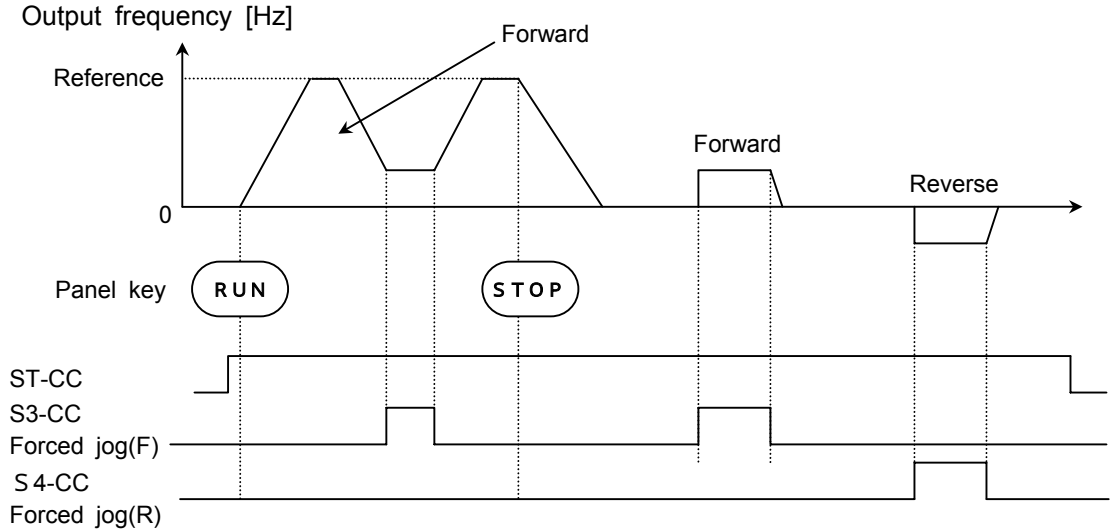 Output frequency [Hz]
Forward
Reference
Forward
Reverse
0
Panel key
RUN
STOP
ST-CC
S3-CC
Forced jog(F)
S4-CC
Forced jog(R)